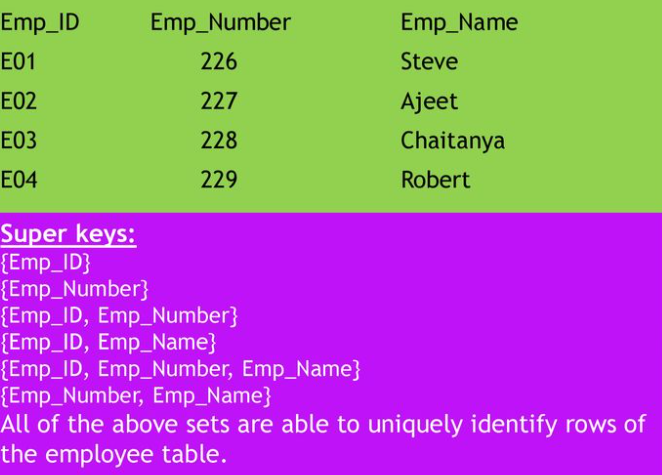 Emp_ID Emp_Number Emp_Name
E01 226 Steve
E02 227 Ajeet
E03 228 Chaitanya
E04 229 Robert
Super keys:
{Emp_ID}
{Emp_Number}
{Emp_ID, Emp_Number}
{Emp_ID, Emp_Name}
{Emp_ID, Emp_Number, Emp_Name}
{Emp_Number, Emp_Name}
All of the above sets are able to uniquely identify rows of
the employee table.